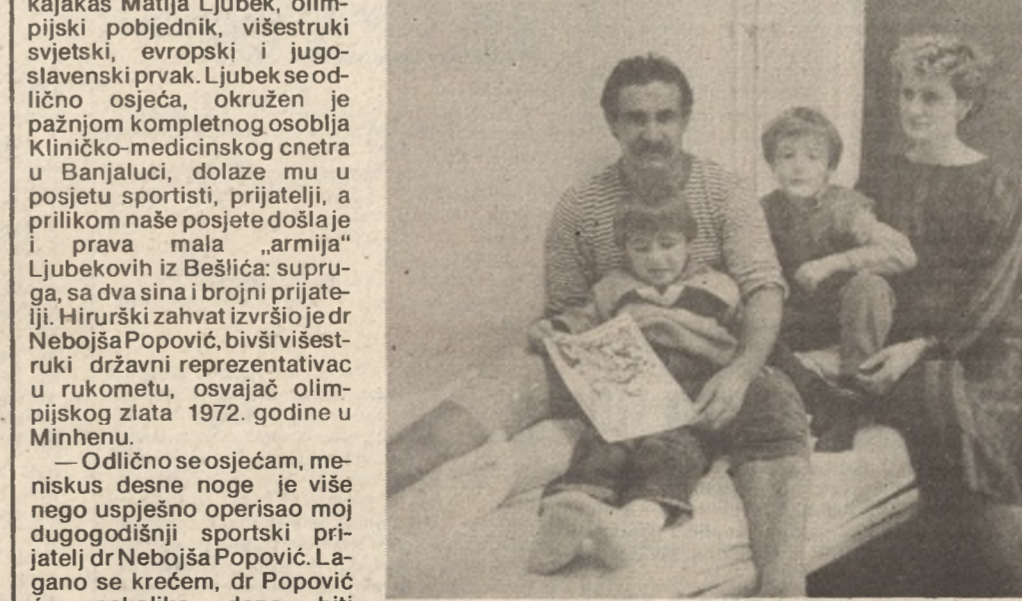 kajakaš Matija Ljubek, olim-
pijski pobjednik, višestruki
svjetski, evropski i jugo-
slavenski prvak. Ljubek se od-
lično osjeća, okružen je
pažnjom kompletnog osoblja
Kliničko-medicinskog cnetra
u Banjaluci, dolaze mu u
posjetu sportisti, prijatelji, a
prilikom naše posjete došla je
i prava mala „armija“
Ljubekovih iz Bešlića: supru-
ga, sa dva sina i brojni prijate-
lji. Hirurški zahvat izvršio je dr
Nebojša Popović, bivši višest-
ruki državni reprezentativac
u rukometu, osvajač olim-
pijskog zlata 1972. godine u
Minhenu.
— Odlično se osjećam, me-
niskus desne noge je više
nego uspješno operisao moj
dugogodišnji sportski pri-
jatelj dr Nebojša Popović. La-
gano se krećem, dr Popović